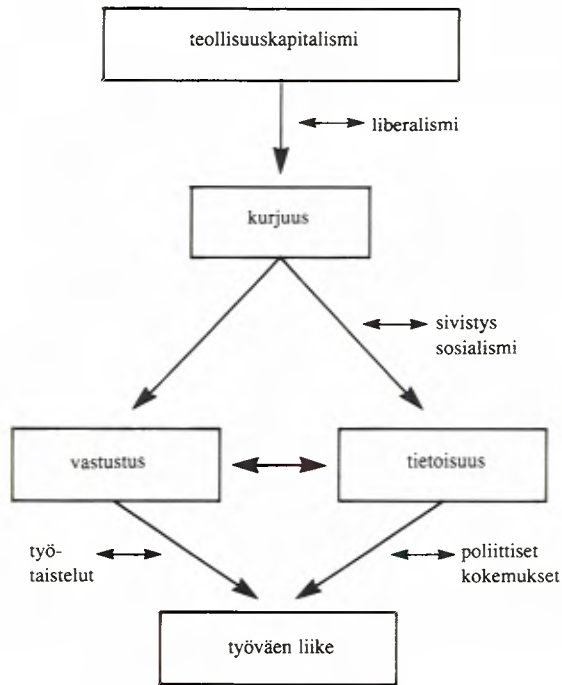 teollisuuskapitalismi
liberalismi
kurjuus
sivistys
sosialismi
vastustus
tietoisuus
työ-
taistelut
poliittiset
kokemukset
työväen liike